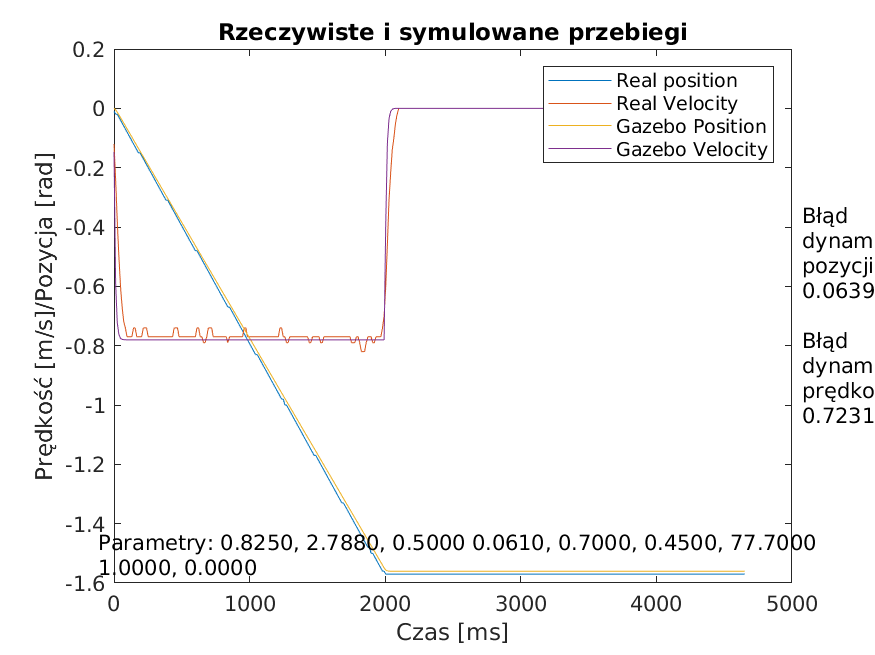 Rzeczywiste i symulowane przebiegi
0.2
0
-0.2
-0.4
-0.6
-0.8
-1
-1.2
-1.4
-1.6
Prędkość [m/s]/Pozycja [rad]
Real position
Real Velocity
Gazebo Position
Gazebo Velocity
Błąd
dynam
pozycji
0.0639
Błąd
dynam
prędko
0.7231
Parametry: 0.8250, 2.7880, 0.5000 0.0610, 0.7000, 0.4500, 77.7000
1.0000, 0.0000
0 1000 2000 3000 4000 5000
Czas [ms]